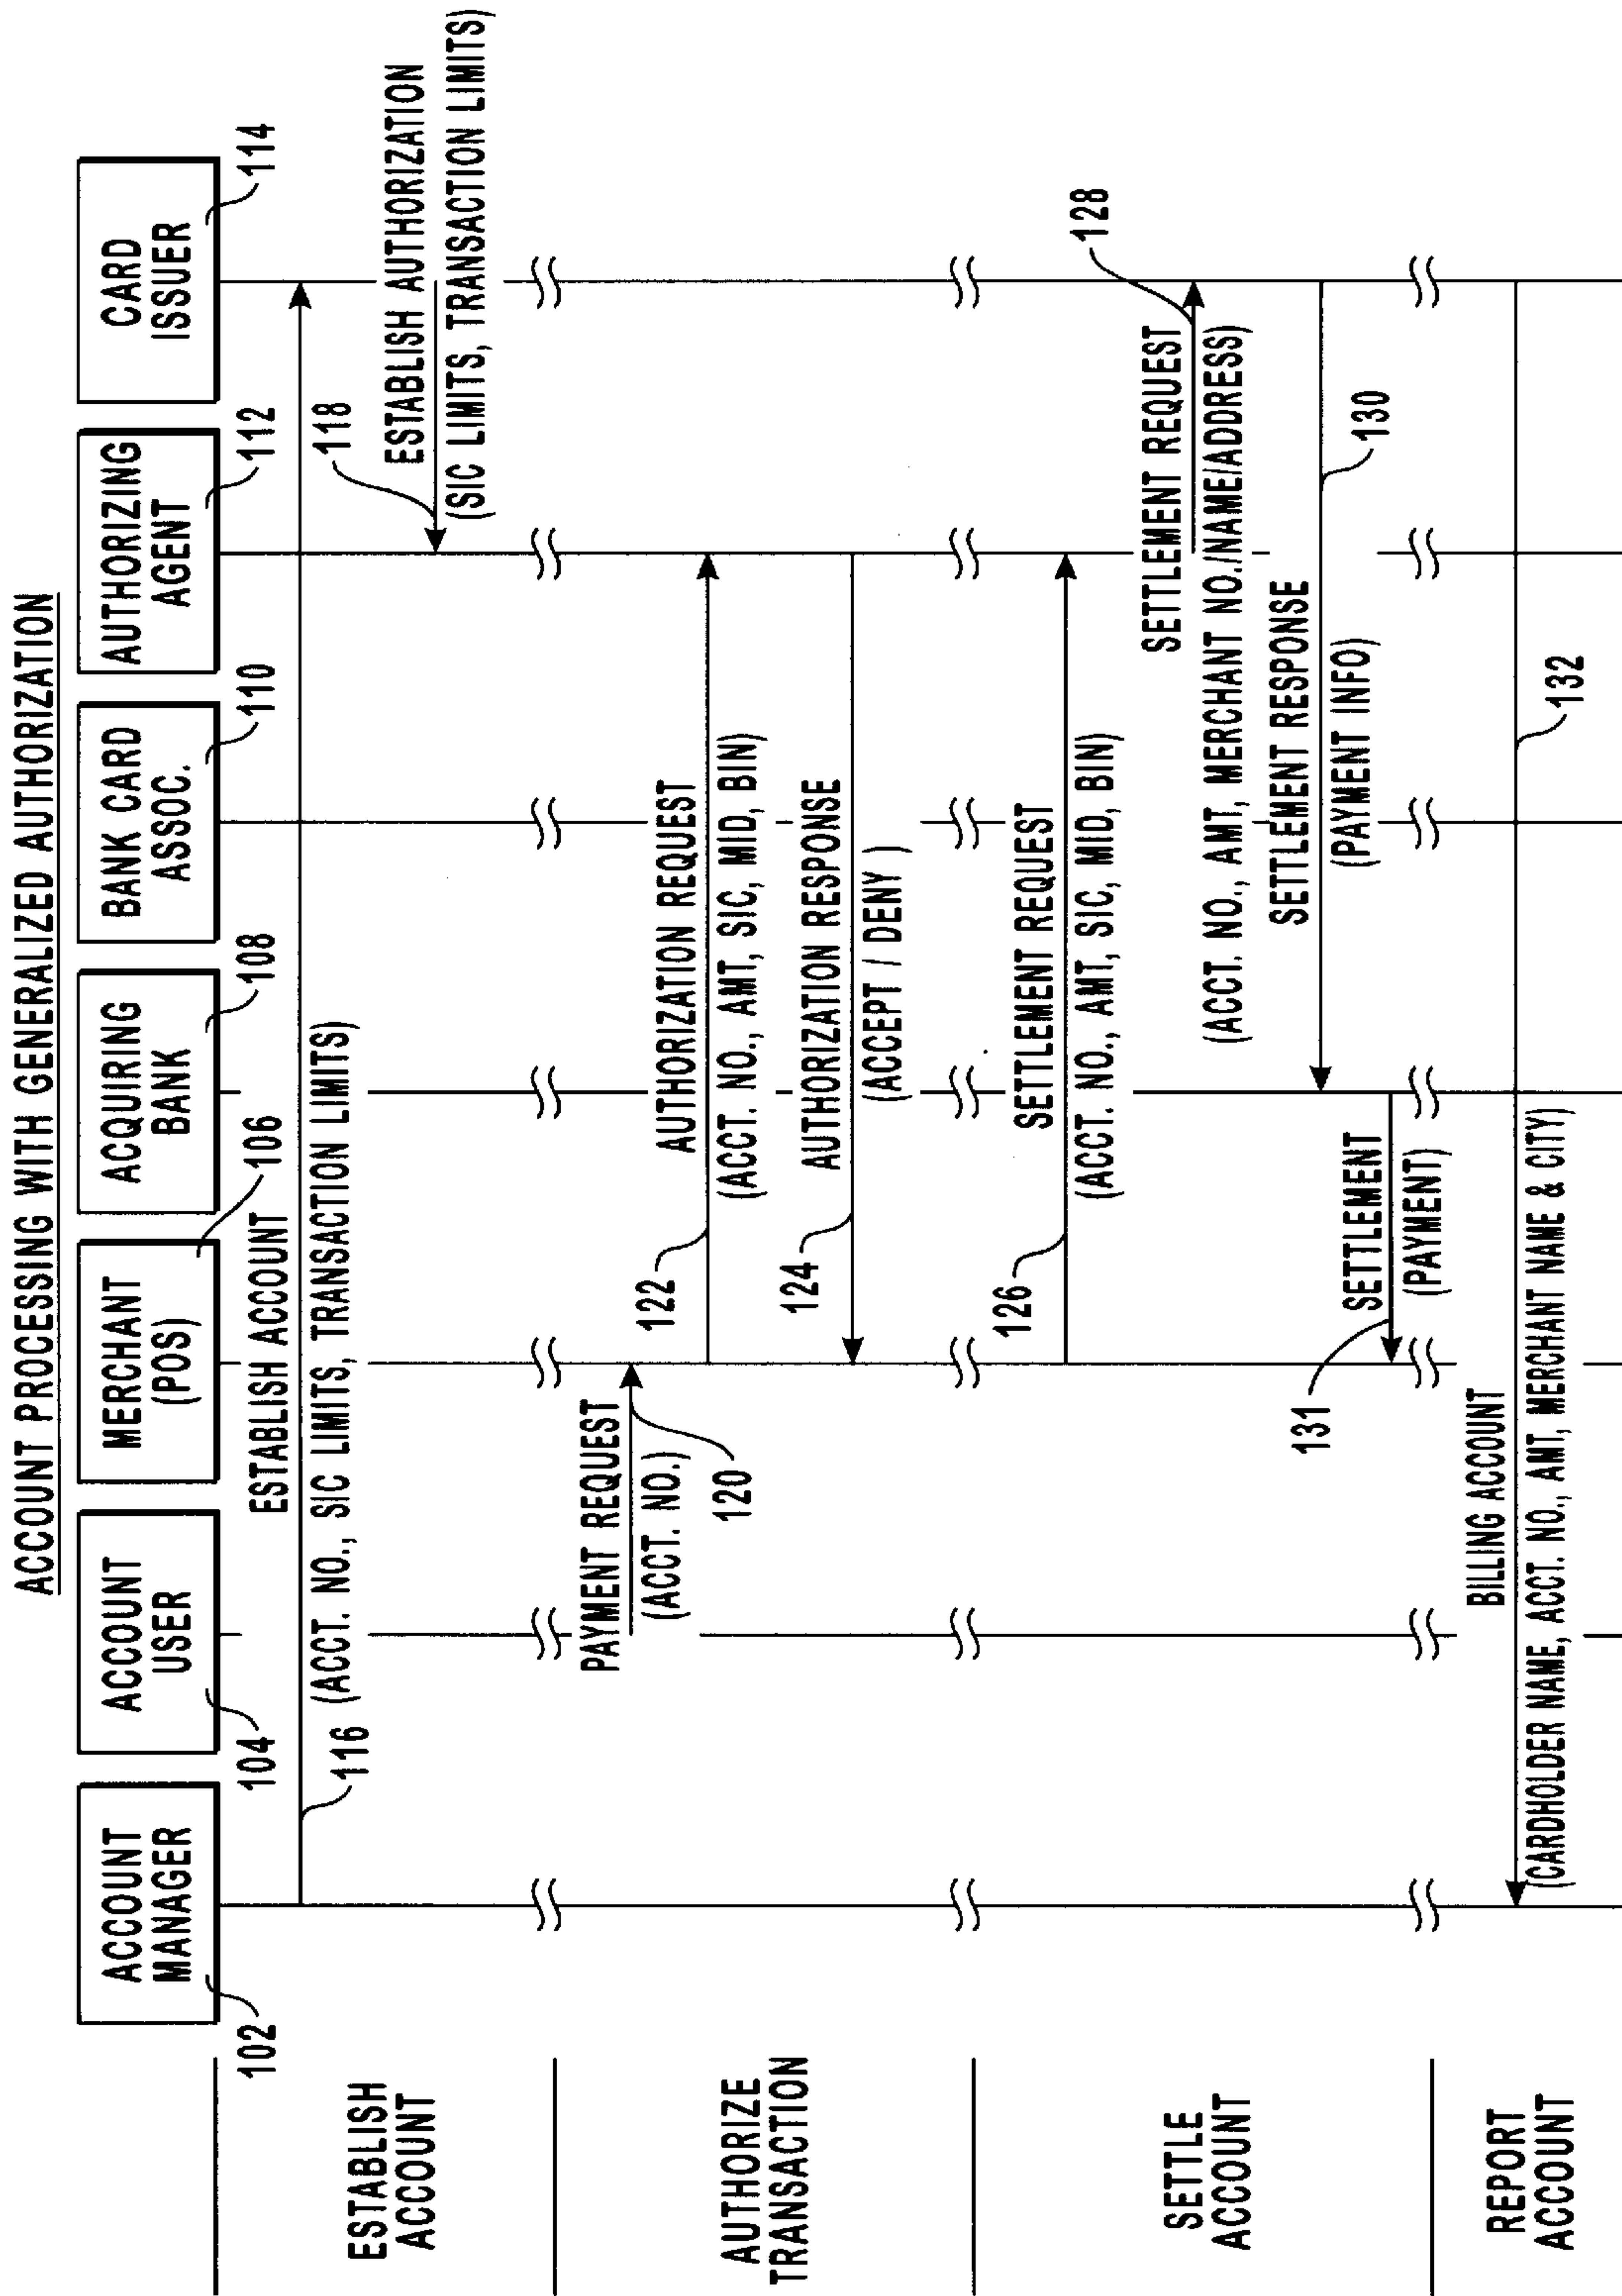 ACCOUNT PROCESSING WITH GENERALIZED AUTHORIZATION
ACCOUNT
MANAGER
102
ACCOUNT
USER
104
MERCHANT
(POS)
106
ACQUIRING
BANK
108
BANK CARD
ASSOC.
110
AUTHORIZING
AGENT
112
CARD
ISSUER
114
ESTABLISH
ACCOUNT
ESTABLISH ACCOUNT
116
(ACCT. NO., SIC LIMITS, TRANSACTION LIMITS)
118
ESTABLISH AUTHORIZATION
(SIC LIMITS, TRANSACTION LIMITS)
AUTHORIZE
TRANSACTION
PAYMENT REQUEST
(ACCT. NO.)
120
122
AUTHORIZATION REQUEST
(ACCT. NO., AMT, SIC, MID, BIN)
124
AUTHORIZATION RESPONSE
(ACCEPT / DENY)
SETTLE
ACCOUNT
126
SETTLEMENT REQUEST
(ACCT. NO., AMT, SIC, MID, BIN)
128
SETTLEMENT REQUEST
(ACCT. NO., AMT, MERCHANT NO./NAME/ADDRESS)
SETTLEMENT RESPONSE
(PAYMENT INFO)
130
131
SETTLEMENT
(PAYMENT)
REPORT
ACCOUNT
BILLING ACCOUNT
(CARDHOLDER NAME, ACCT. NO., AMT, MERCHANT NAME & CITY)
132